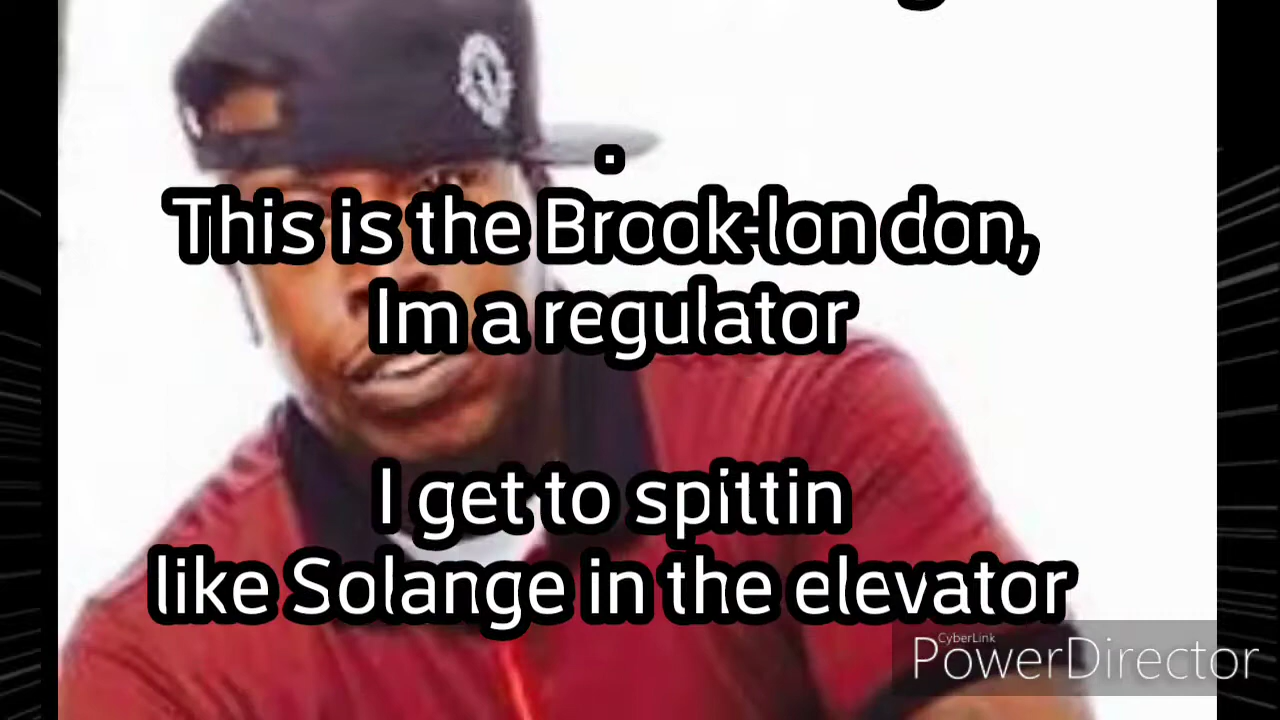 This is the Brook-lon don,
Im a regulator
I get to spittin
like Solange in the elevator
CyberLink
PowerDirector